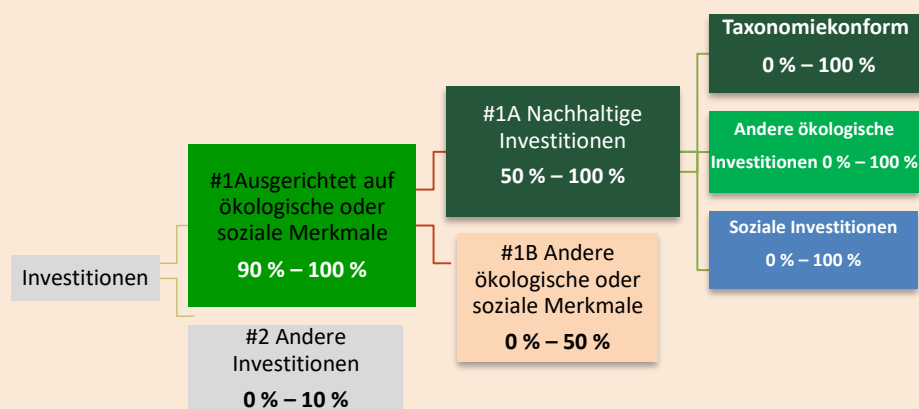 Investitionen
#1Ausgerichtet auf
ökologische oder
soziale Merkmale
90 % – 100 %
#2 Andere
Investitionen
0 % – 10 %
#1A Nachhaltige
Investitionen
50 % – 100 %
#1B Andere
ökologische oder
soziale Merkmale
0 % – 50 %
Taxonomiekonform
0 % – 100 %
Andere ökologische
Investitionen 0 % – 100 %
Soziale Investitionen
0 % – 100 %